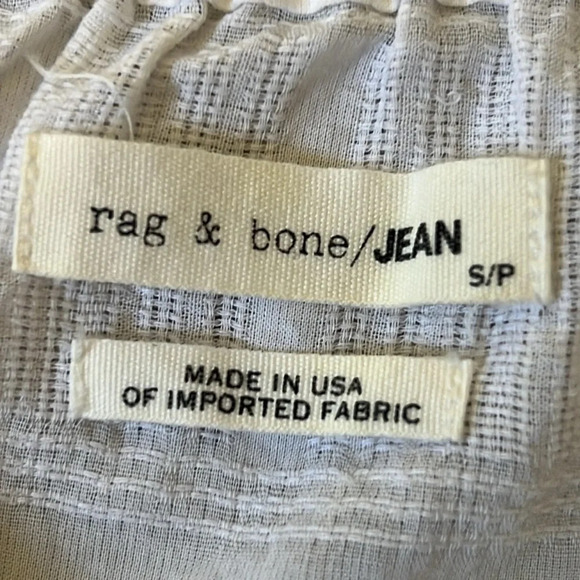 rag & bone/JEAN
S/P
MADE IN USA
OF IMPORTED FABRIC